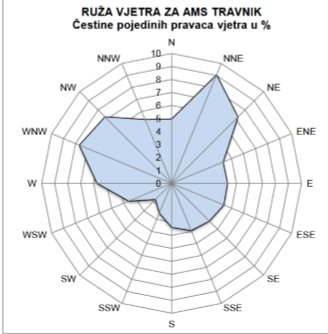 RUŽA VJETRA ZA AMS TRAVNIK
Čestine pojedinih pravaca vjetra u %
N
NNW
NNE
NW
NE
WNW
ENE
W
E
WSW
ESE
SW
SE
SSW
SSE
S
10
9
8
7
6
5
4
3
2
1
0